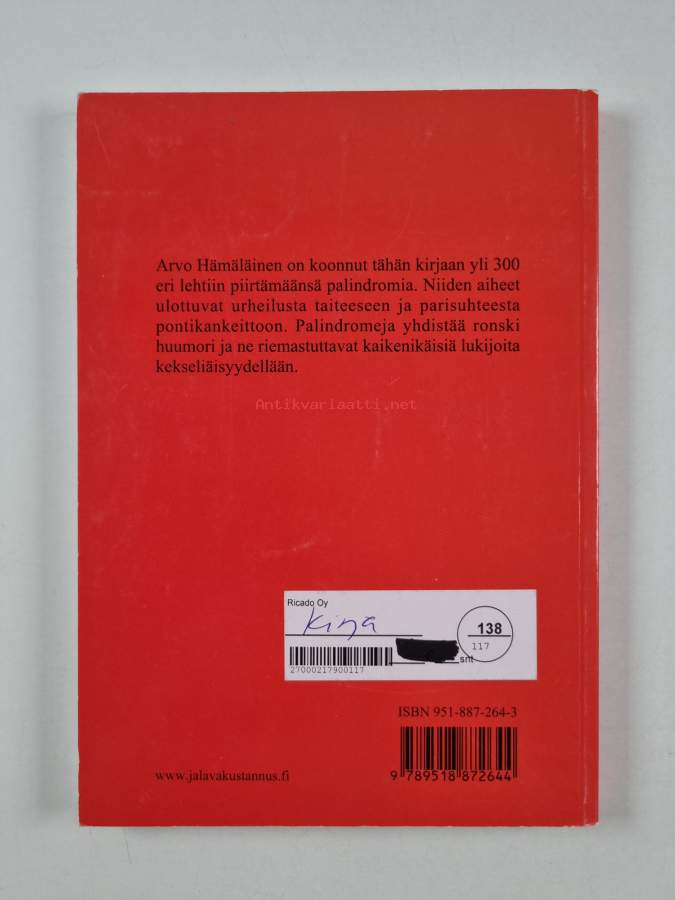 Arvo Hämäläinen on koonnut tähän kirjaan yli 300
eri lehtiin piirtämäänsä palindromia. Niiden aiheet
ulottuvat urheilusta taiteeseen ja parisuhteesta
pontikankeittoon. Palindromeja yhdistää ronski
huumori ja ne riemastuttavat kaikenikäisiä lukijoita
kekseliäisyydellään.
Antikvariaatti.net
Ricado Oy
kirja
138
117
snt
27000217900117
ISBN 951-887-264-3
www.jalavakustannus.fi
9 789518 872644